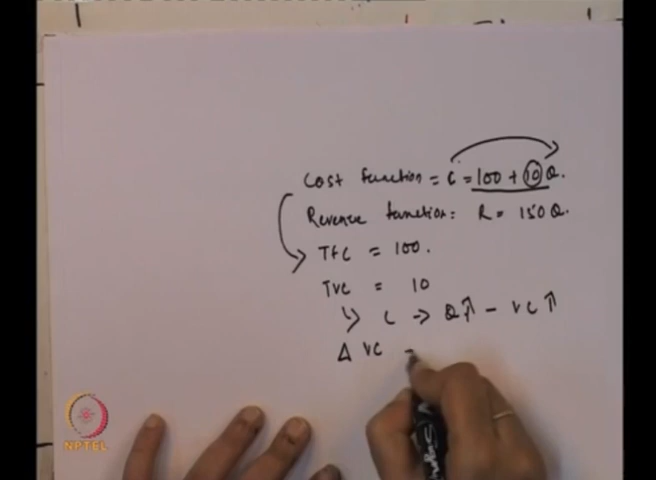 Cost function = C = 100 + 10 Q.
Revenue function: R = 150 Q.
TFC = 100.
TVC = 10
↳ C → Q↑ - VC↑
Δ VC -
NPTEL